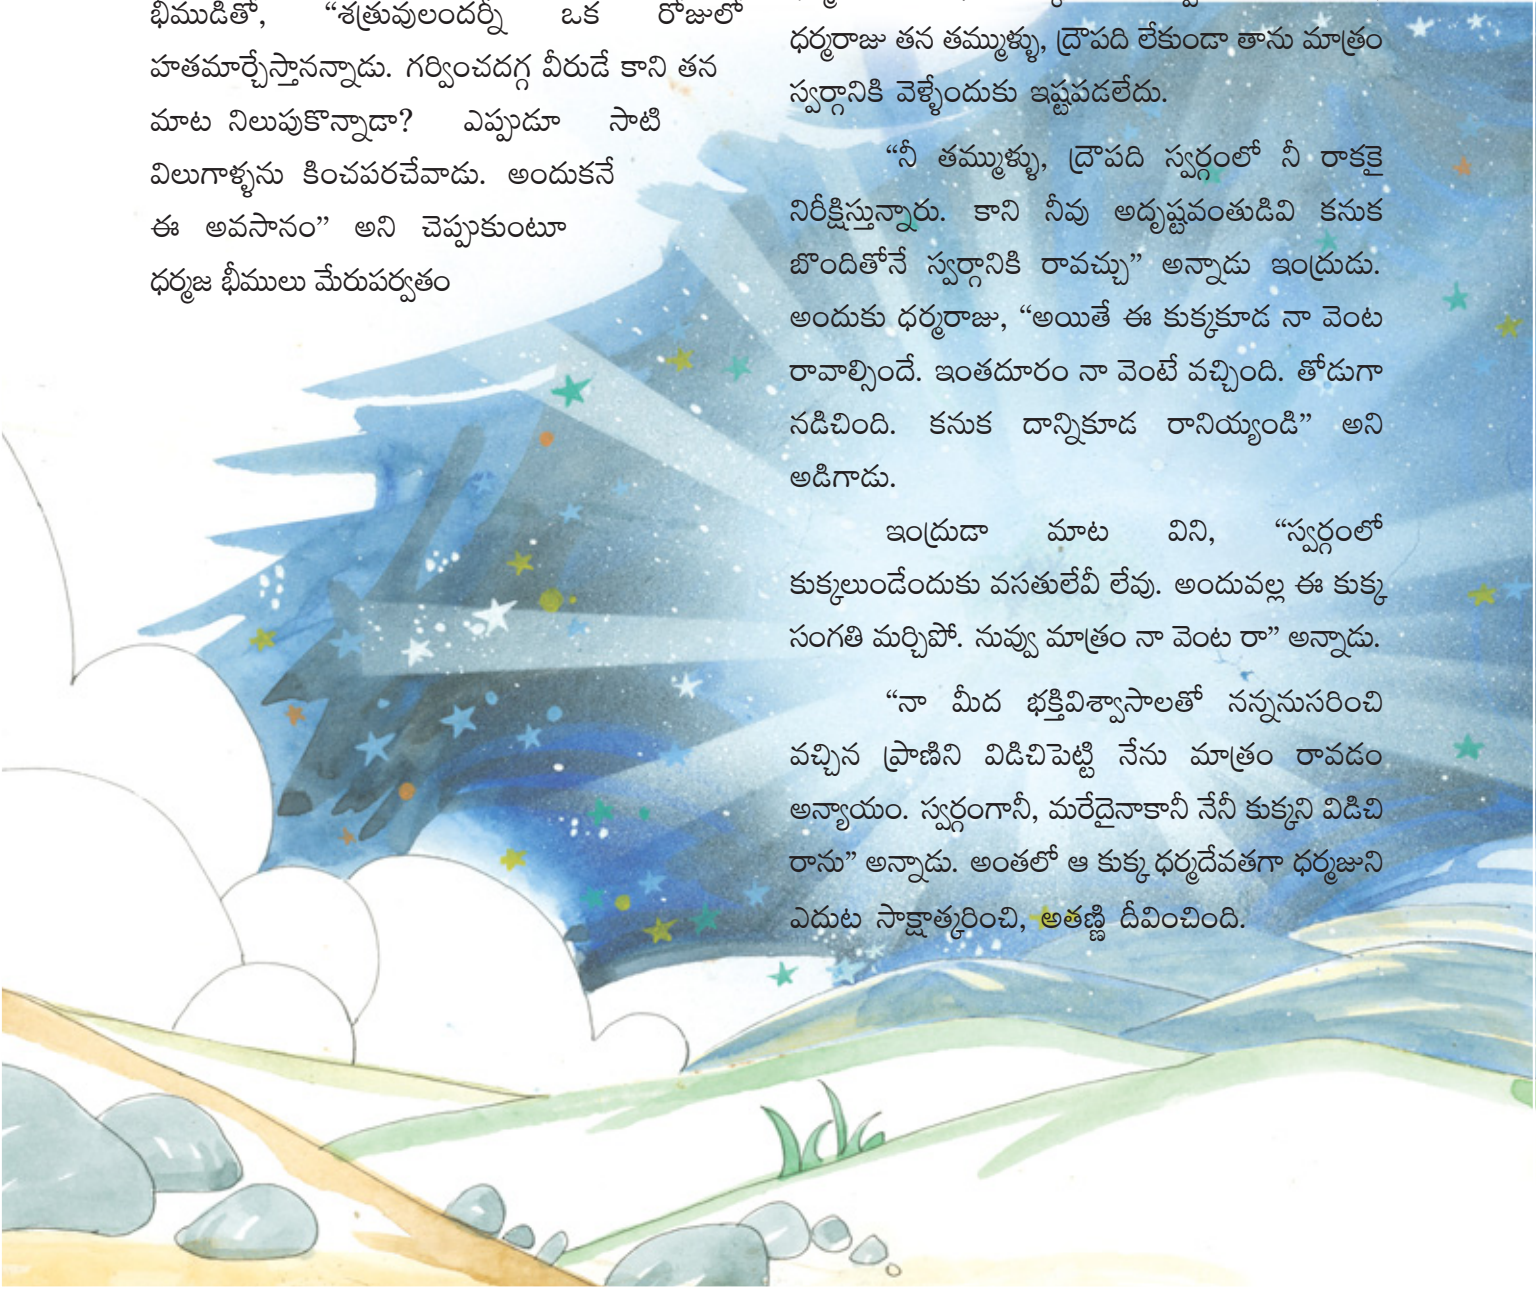 భీముడితో, “శత్రువులందర్నీ ఒక రోజులో
హతమార్చేస్తానన్నాడు. గర్వించదగ్గ వీరుడే కాని తన
మాట నిలుపుకొన్నాడా? ఎప్పుడూ సాటి
విలుగాళ్ళను కించపరచేవాడు. అందుకనే
ఈ అవసానం” అని చెప్పుకుంటూ
ధర్మజ భీములు మేరుపర్వతం
ధర్మరాజు తన తమ్ముళ్ళు, ద్రౌపది లేకుండా తాను మాత్రం
స్వర్గానికి వెళ్ళేందుకు ఇష్టపడలేదు.
“నీ తమ్ముళ్ళు, ద్రౌపది స్వర్గంలో నీ రాకకై
నిరీక్షిస్తున్నారు. కాని నీవు అదృష్టవంతుడివి కనుక
బొందితోనే స్వర్గానికి రావచ్చు” అన్నాడు ఇంద్రుడు.
అందుకు ధర్మరాజు, “అయితే ఈ కుక్కకూడ నా వెంట
రావాల్సిందే. ఇంతదూరం నా వెంటే వచ్చింది. తోడుగా
నడిచింది. కనుక దాన్నికూడ రానియ్యండి” అని
అడిగాడు.
ఇంద్రుడా మాట విని, “స్వర్గంలో
కుక్కలుండేందుకు వసతులేవీ లేవు. అందువల్ల ఈ కుక్క
సంగతి మర్చిపో. నువ్వు మాత్రం నా వెంట రా” అన్నాడు.
“నా మీద భక్తివిశ్వాసాలతో నన్ననుసరించి
వచ్చిన ప్రాణిని విడిచిపెట్టి నేను మాత్రం రావడం
అన్యాయం. స్వర్గంగానీ, మరేదైనాకానీ నేనీ కుక్కని విడిచి
రాను” అన్నాడు. అంతలో ఆ కుక్క ధర్మదేవతగా ధర్మజుని
ఎదుట సాక్షాత్కరించి, అతణ్ణి దీవించింది.